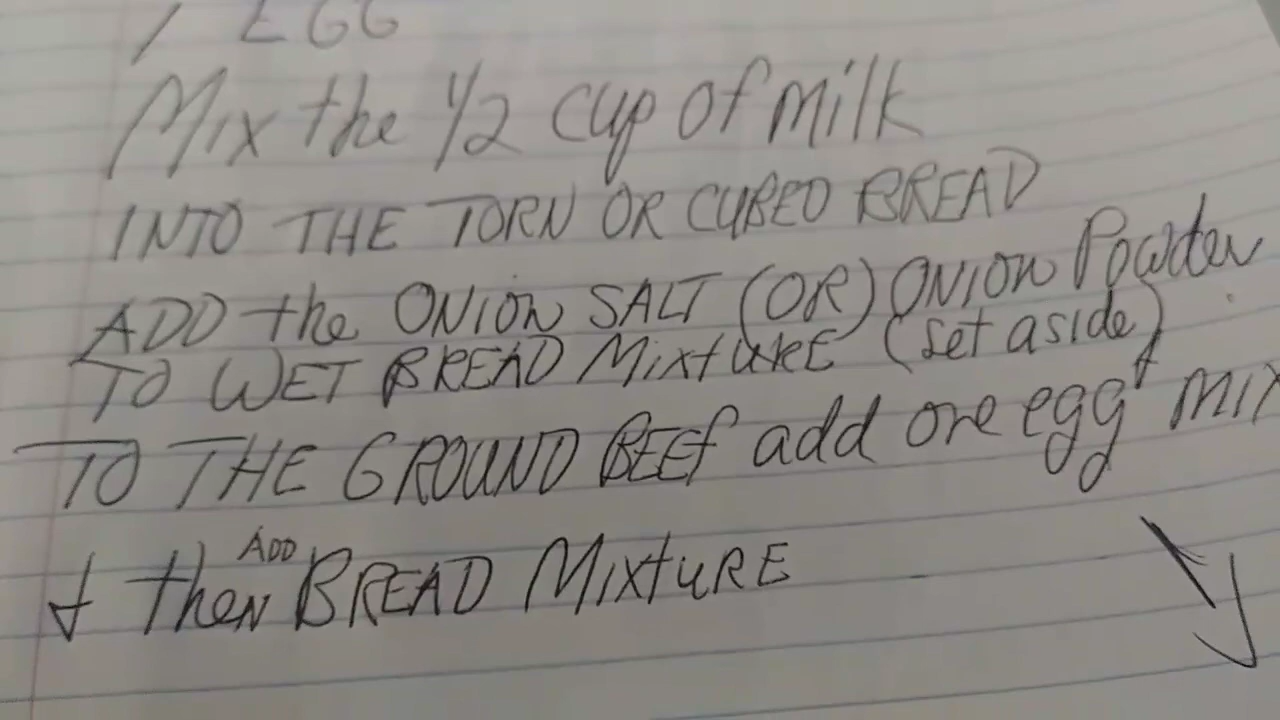 1 EGG
Mix the 1/2 cup of milk
INTO THE TORN OR CUBED BREAD
ADD the ONION SALT (OR) ONION Powder
TO WET BREAD MixtuRE (set aside)
TO THE GROUND BEEf add one egg + MIX
+ then ADD BREAD MixtuRE